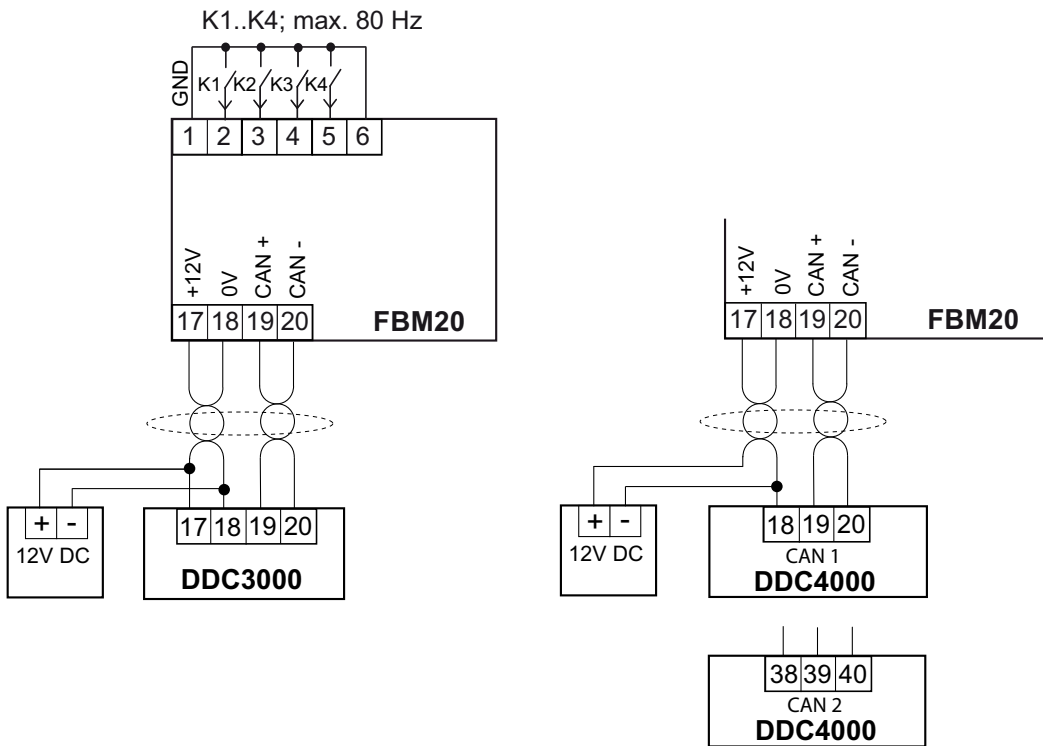 K1..K4; max. 80 Hz
GND
K1 K2 K3 K4
1 2 3 4 5 6
+12V 0V CAN + CAN -
17 18 19 20
FBM20
+ -
12V DC
17 18 19 20
DDC3000
+12V 0V CAN + CAN -
17 18 19 20
FBM20
+ -
12V DC
18 19 20
CAN 1
DDC4000
38 39 40
CAN 2
DDC4000